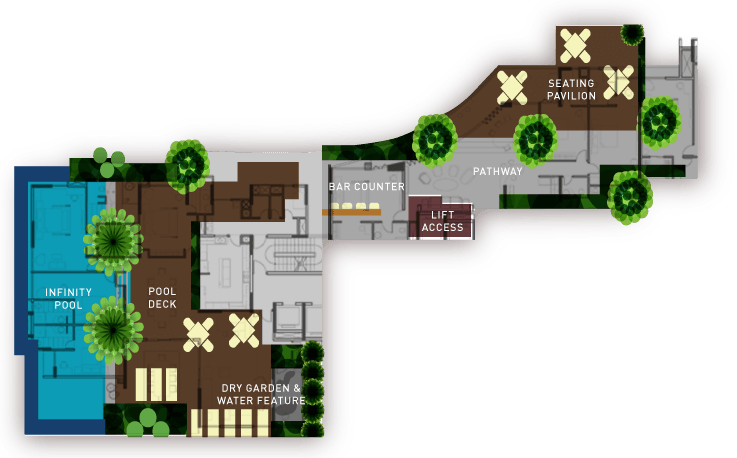 SEATING
PAVILION
PATHWAY
BAR COUNTER
LIFT
ACCESS
INFINITY
POOL
POOL
DECK
DRY GARDEN &
WATER FEATURE